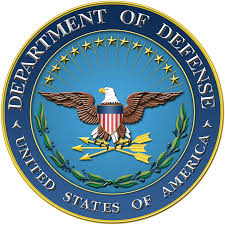 DEPARTMENT OF DEFENSE
UNITED STATES OF AMERICA